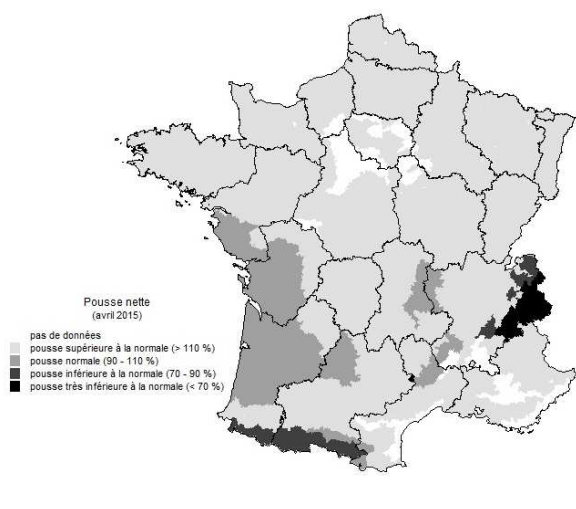 Pousse nette
(avril 2015)
pas de données
pousse supérieure à la normale (> 110 %)
pousse normale (90 - 110 %)
pousse inférieure à la normale (70 - 90 %)
pousse très inférieure à la normale (< 70 %)